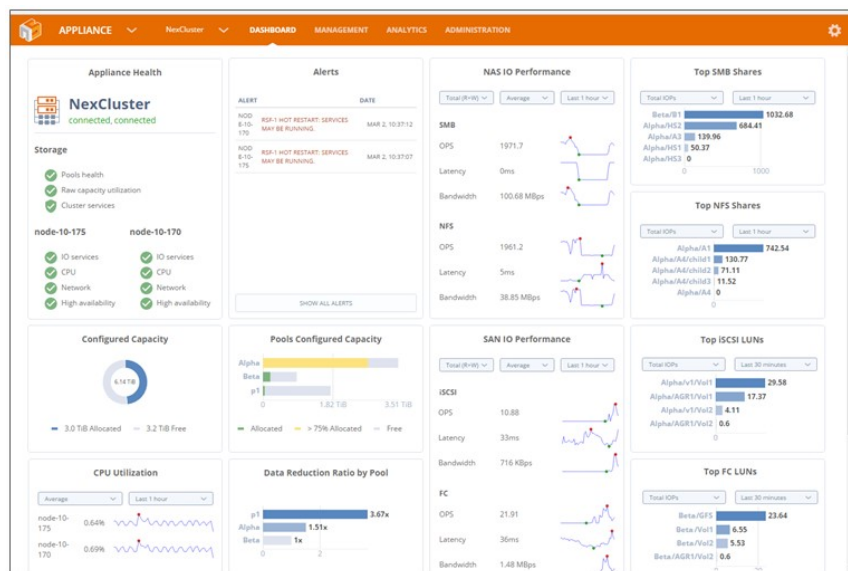 APPLIANCE NexCluster DASHBOARD MANAGEMENT ANALYTICS ADMINISTRATION
Appliance Health
NexCluster
connected, connected
Storage
Pools health
Raw capacity utilization
Cluster services
node-10-175 node-10-170
IO services IO services
CPU CPU
Network Network
High availability High availability
Alerts
ALERT DATE
NOD
E-10-
170
RSF-1 HOT RESTART: SERVICES
MAY BE RUNNING.
MAR 2, 10:37:12
NOD
E-10-
175
RSF-1 HOT RESTART: SERVICES
MAY BE RUNNING.
MAR 2, 10:37:07
SHOW ALL ALERTS
NAS IO Performance
Total (R+W) Average Last 1 hour
SMB
OPS 1971.7
Latency 0ms
Bandwidth 100.68 MBps
NFS
OPS 1961.2
Latency 5ms
Bandwidth 38.85 MBps
Top SMB Shares
Total IOPs Last 1 hour
Beta/B1 1032.68
Alpha/HS2 684.41
Alpha/A3 139.96
Alpha/HS1 50.37
Alpha/HS3 0
0 1000
Top NFS Shares
Total IOPs Last 1 hour
Alpha/A1 742.54
Alpha/A4/child1 130.77
Alpha/A4/child2 71.11
Alpha/A4/child3 11.52
Alpha/A4 0
0
Configured Capacity
6.14 TiB
3.0 TiB Allocated 3.2 TiB Free
Pools Configured Capacity
Alpha
Beta
p1
0 1.82 TiB 3.51 TiB
Allocated > 75% Allocated Free
SAN IO Performance
Total (R+W) Average Last 1 hour
iSCSI
OPS 10.88
Latency 33ms
Bandwidth 716 KBps
FC
OPS 21.91
Latency 36ms
Bandwidth 1.48 MBps
Top iSCSI LUNs
Total IOPs Last 30 minutes
Alpha/v1/Vol1 29.58
Alpha/AGR1/Vol1 17.37
Alpha/v1/Vol2 4.11
Alpha/AGR1/Vol2 0.6
0
CPU Utilization
Average Last 1 hour
node-10-
175
0.64%
node-10-
170
0.69%
Data Reduction Ratio by Pool
p1 3.67x
Alpha 1.51x
Beta 1x
0 2
Top FC LUNs
Total IOPs Last 30 minutes
Beta/GFS 23.64
Beta/Vol1 6.55
Beta/Vol2 5.53
Beta/AGR1/Vol2 0.6